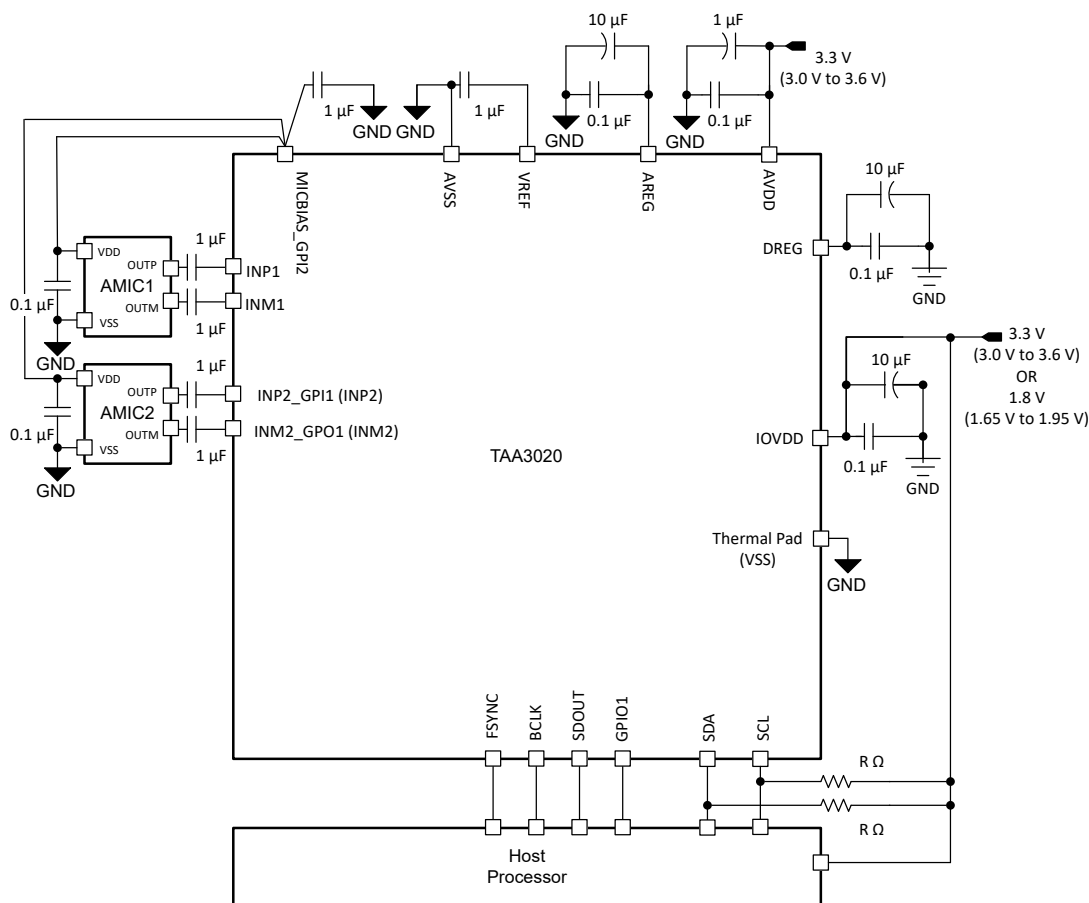 10 µF
1 µF
3.3 V
(3.0 V to 3.6 V)
1 µF
GND
GND
1 µF
0.1 µF
GND
0.1 µF
GND
MICBIAS_GPI2
AVSS
VREF
AREG
AVDD
10 µF
DREG
0.1 µF
GND
1 µF
VDD
OUTP
AMIC1
OUTM
VSS
INP1
INM1
0.1 µF
1 µF
GND
3.3 V
(3.0 V to 3.6 V)
OR
1.8 V
(1.65 V to 1.95 V)
10 µF
IOVDD
0.1 µF
GND
1 µF
VDD
OUTP
AMIC2
OUTM
VSS
INP2_GPI1 (INP2)
INM2_GPO1 (INM2)
0.1 µF
1 µF
GND
TAA3020
Thermal Pad
(VSS)
GND
FSYNC
BCLK
SDOUT
GPIO1
SDA
SCL
R Ω
R Ω
Host
Processor